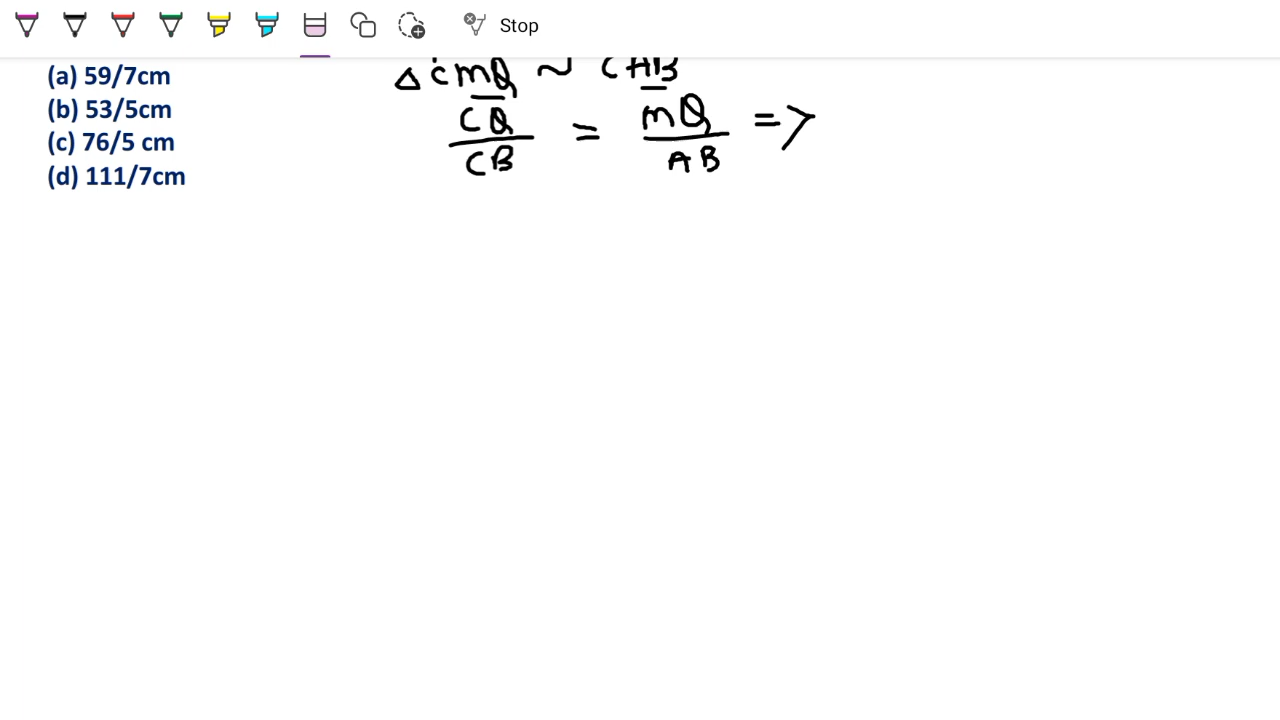 Stop
(a) 59/7cm
(b) 53/5cm
(c) 76/5 cm
(d) 111/7cm
Δ CMQ ~ CAB
CQ/CB = MQ/AB =>